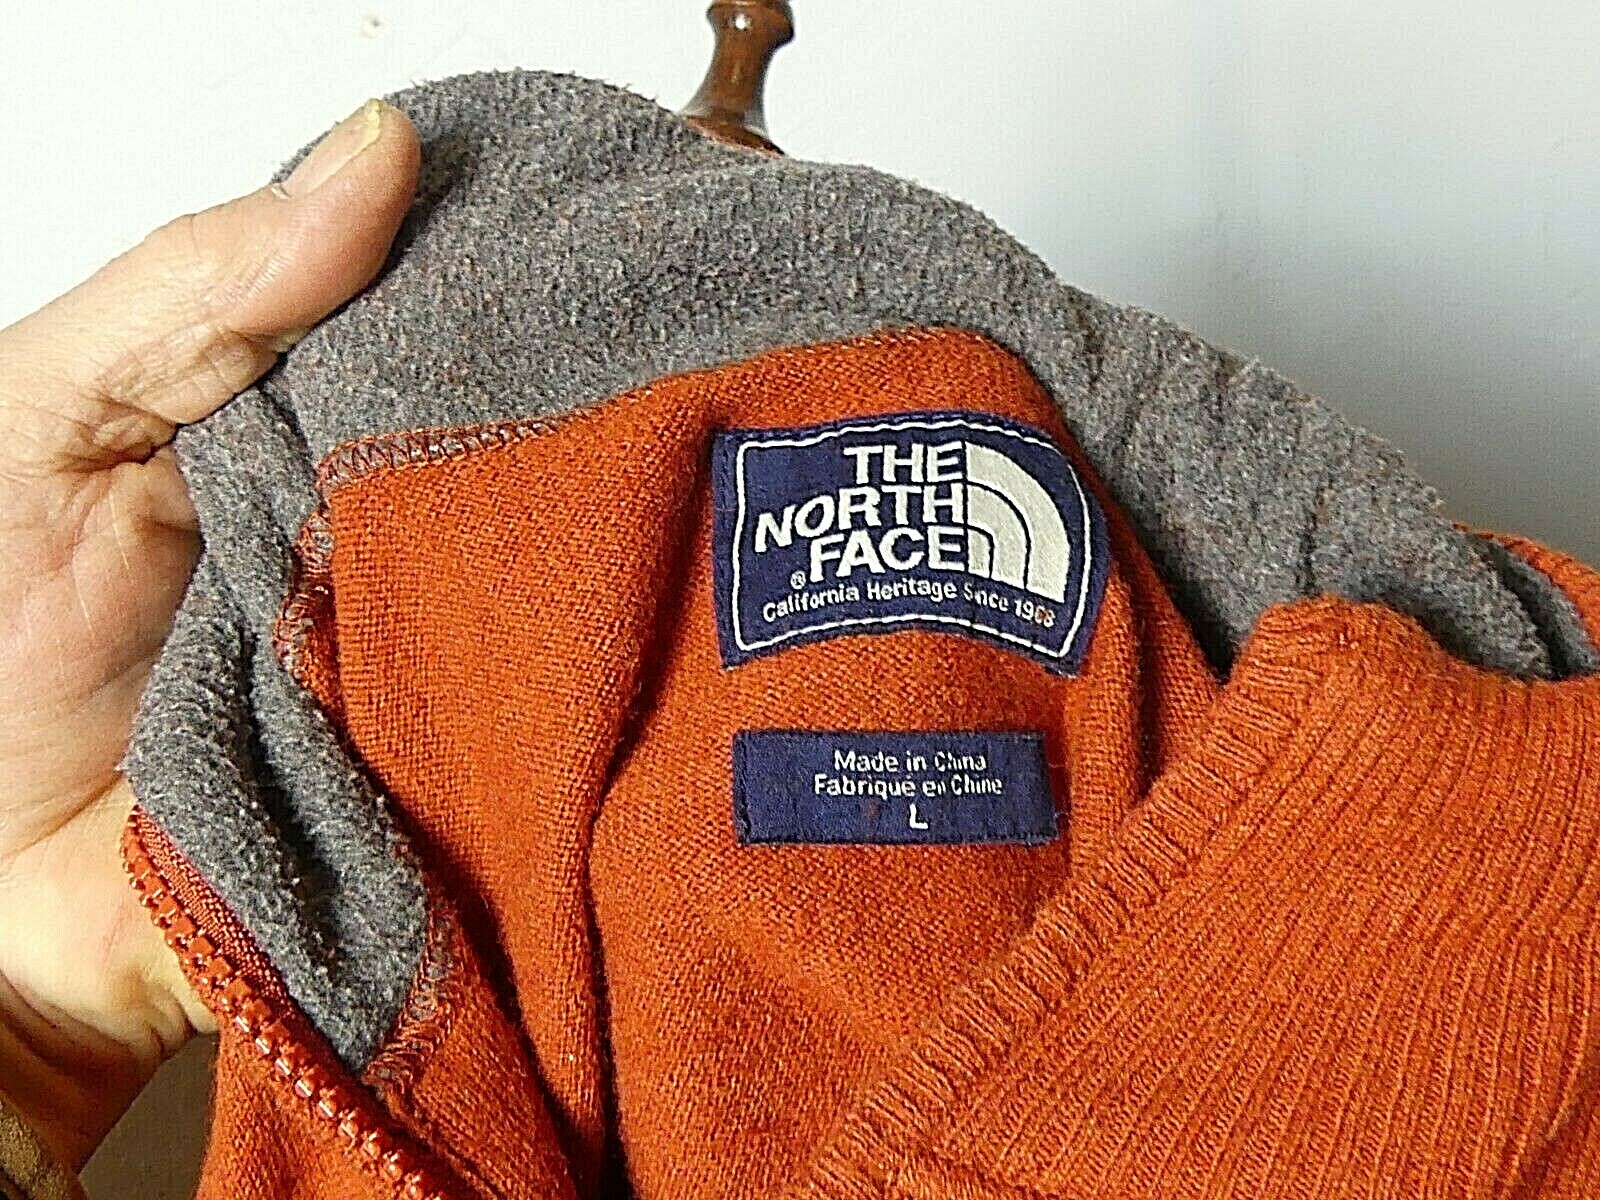 THE
NORTH
FACE
® California Heritage Since 1968
Made in China
Fabriqué en Chine
L